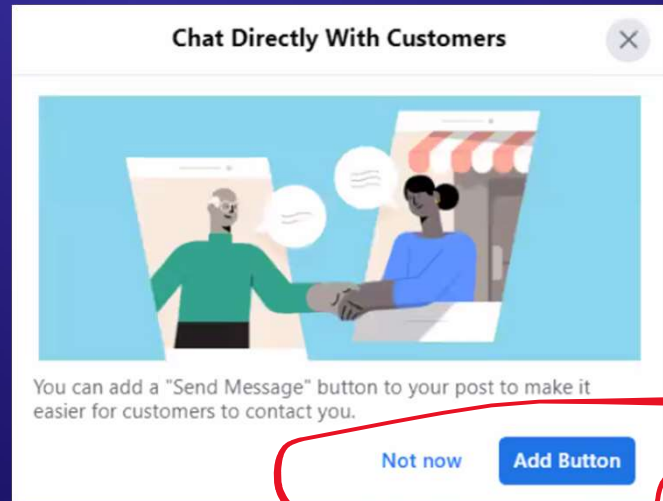 Chat Directly With Customers
You can add a "Send Message" button to your post to make it
easier for customers to contact you.
Not now
Add Button